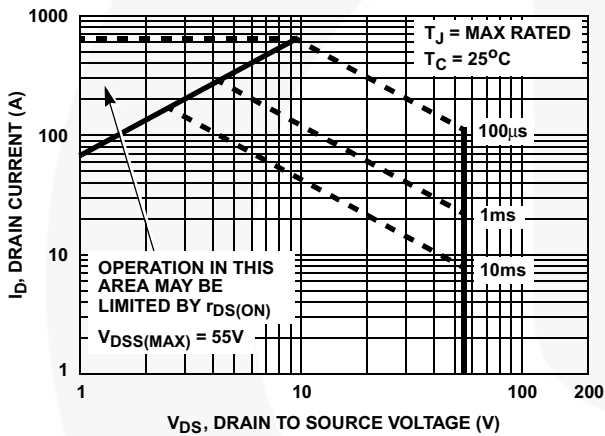 1000
100
10
1
I_D, DRAIN CURRENT (A)
T_J = MAX RATED
T_C = 25°C
100μs
1ms
10ms
OPERATION IN THIS
AREA MAY BE
LIMITED BY r_DS(ON)
V_DSS(MAX) = 55V
1 10 100 200
V_DS, DRAIN TO SOURCE VOLTAGE (V)